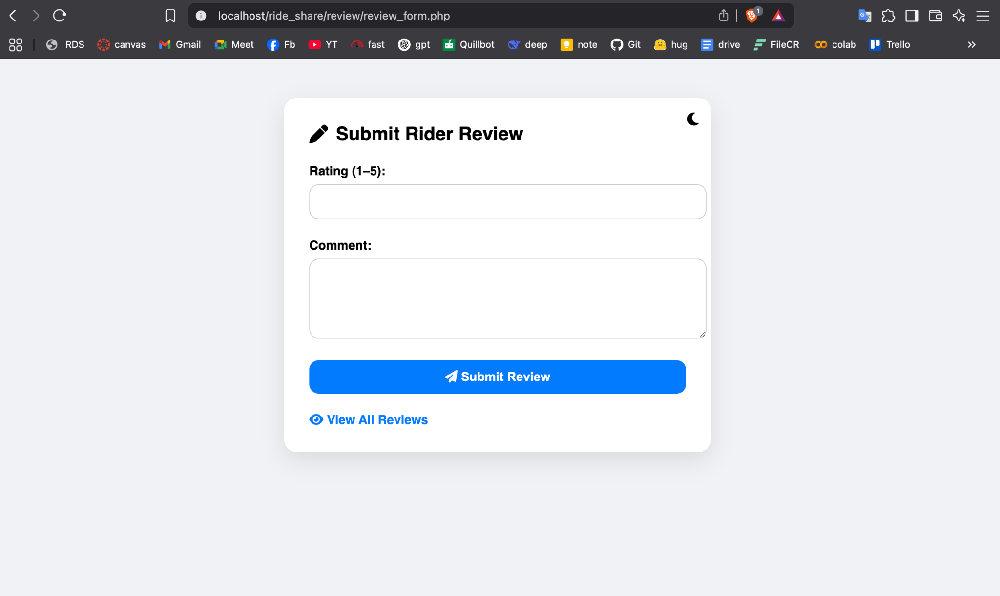 localhost/ride_share/review/review_form.php
1
RDS canvas Gmail Meet Fb YT fast gpt Quillbot deep note Git hug drive FileCR colab Trello
Submit Rider Review
Rating (1–5):
Comment:
Submit Review
View All Reviews